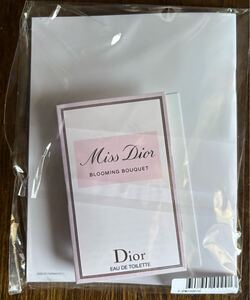 Miss Dior
BLOOMING BOUQUET
Dior
EAU DE TOILETTE